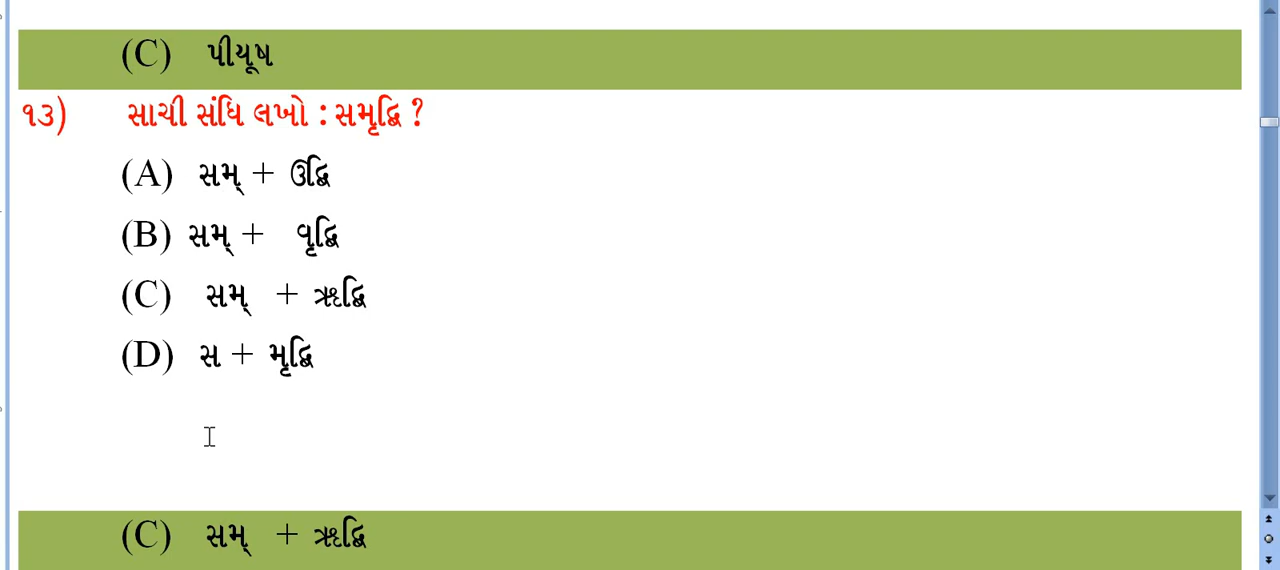 (C) પીયૂષ
૧૩) સાચી સંધિ લખો : સમૃદ્ધિ ?
(A) સમ્ + ઉદ્ધિ
(B) સમ્ + વૃદ્ધિ
(C) સમ્ + ઋદ્ધિ
(D) સ + મૃદ્ધિ
(C) સમ્ + ઋદ્ધિ